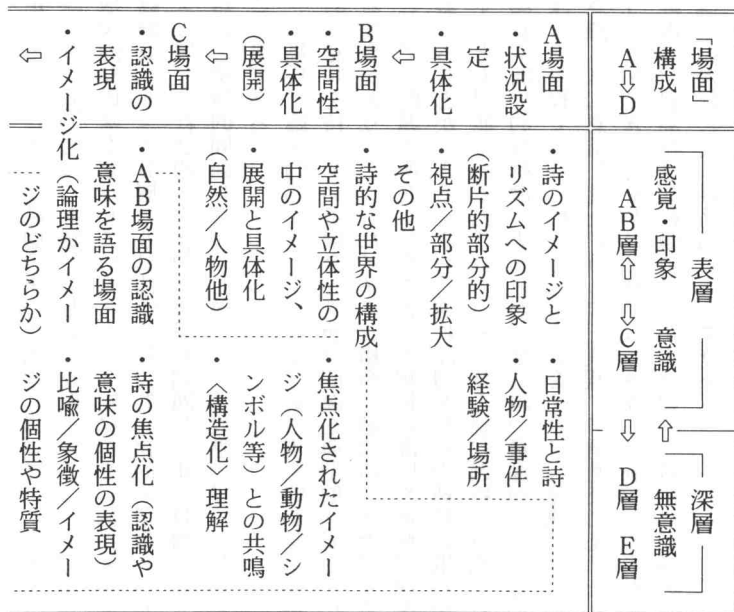 「場面」
構成
A⇩D
表層
感覚・印象　意識
AB層⇧　⇩C層
⇧
⇩
深層
無意識
D層　E層
A場面
・状況設
定
・具体化
⇦
B場面
・空間性
・具体化
（展開）
⇦
C場面
・認識の
表現
・イメージ化（論理かイメー
ジのどちらか）
⇦
・詩のイメージと
リズムへの印象
（断片的部分的）
・視点／部分／拡大
その他
・詩的な世界の構成
空間や立体性の
中のイメージ、
・展開と具体化
（自然／人物他）
・AB場面の認識
意味を語る場面
・日常性と詩
・人物／事件
経験／場所
・焦点化されたイメー
ジ（人物／動物／シ
ンボル等）との共鳴
・〈構造化〉理解
・詩の焦点化（認識や
意味の個性の表現）
・比喩／象徴／イメー
ジの個性や特質